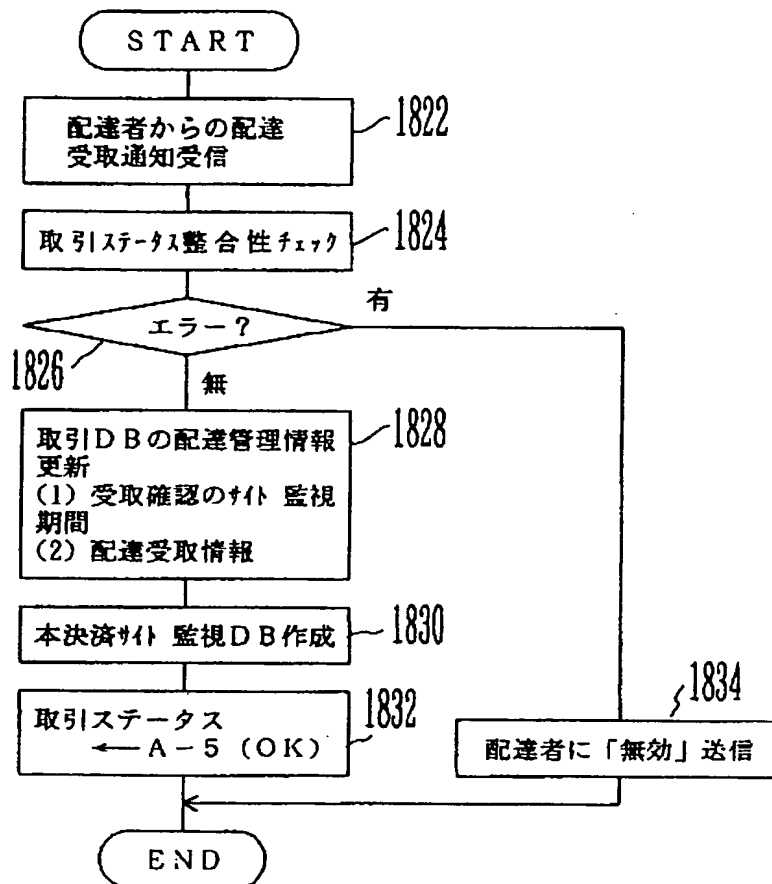 START
配達者からの配達
受取通知受信
1822
取引ステータス整合性チェック
1824
エラー?
有
1826
無
取引DBの配達管理情報
更新
(1) 受取確認のサイト 監視
期間
(2) 配達受取情報
1828
本決済サイト 監視DB作成
1830
取引ステータス
←A-5 (OK)
1832
1834
配達者に「無効」送信
END